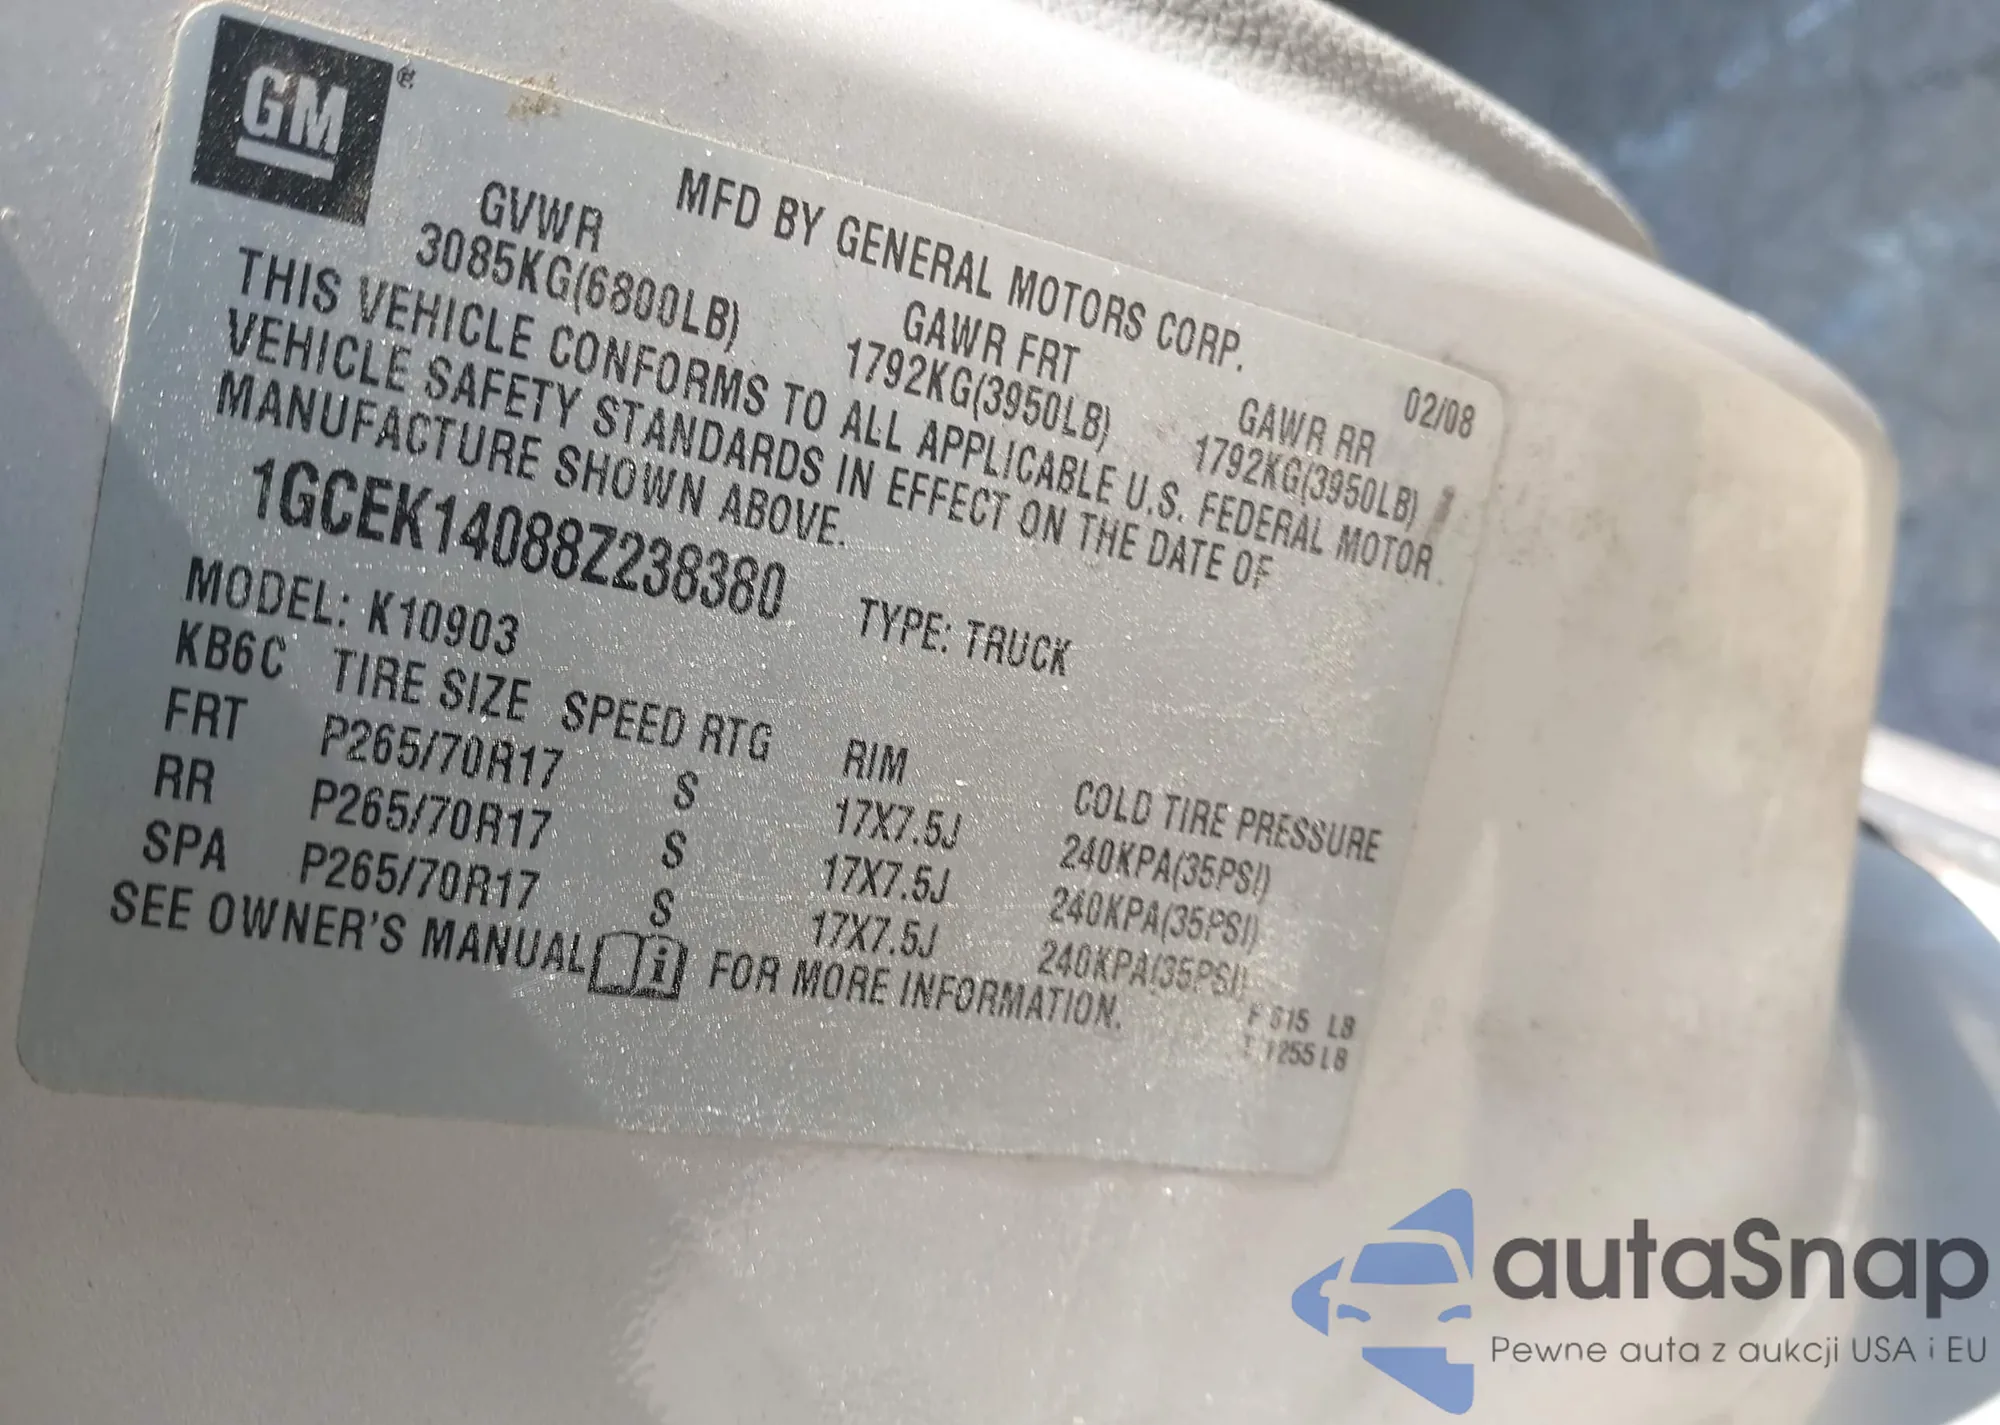 GM®
MFD BY GENERAL MOTORS CORP.
02/08
GVWR GAWR FRT GAWR RR
3085KG(6800LB) 1792KG(3950LB) 1792KG(3950LB)
THIS VEHICLE CONFORMS TO ALL APPLICABLE U.S. FEDERAL MOTOR
VEHICLE SAFETY STANDARDS IN EFFECT ON THE DATE OF
MANUFACTURE SHOWN ABOVE.
1GCEK14088Z238380 TYPE: TRUCK
MODEL: K10903
KB6C TIRE SIZE SPEED RTG RIM COLD TIRE PRESSURE
FRT P265/70R17 S 17X7.5J 240KPA(35PSI)
RR P265/70R17 S 17X7.5J 240KPA(35PSI)
SPA P265/70R17 S 17X7.5J 240KPA(35PSI)
SEE OWNER'S MANUAL i FOR MORE INFORMATION.
LB
LB
autaSnap
Pewne auta z aukcji USA i EU